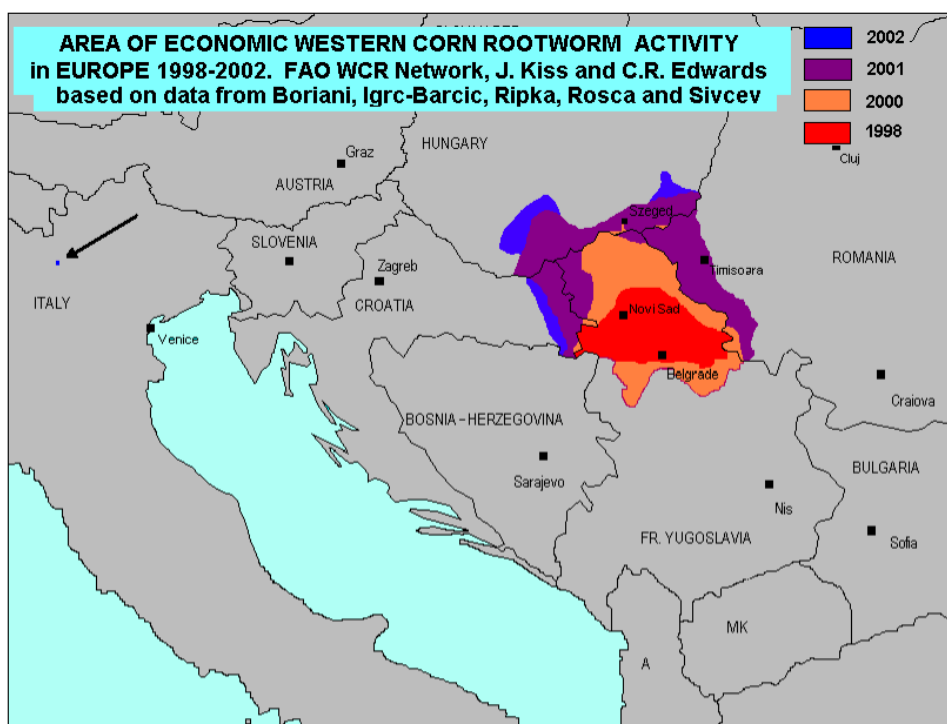 AREA OF ECONOMIC WESTERN CORN ROOTWORM ACTIVITY
in EUROPE 1998-2002. FAO WCR Network, J. Kiss and C.R. Edwards
based on data from Boriani, Igrc-Barcic, Ripka, Rosca and Sivcev
2002
2001
2000
1998
HUNGARY
Cluj
Graz
AUSTRIA
Szeged
SLOVENIA
ROMANIA
Timisoara
Zagreb
ITALY
CROATIA
Novi Sad
Venice
Belgrade
Craiova
BOSNIA-HERZEGOVINA
BULGARIA
Sarajevo
Nis
FR. YUGOSLAVIA
Sofia
MK
A